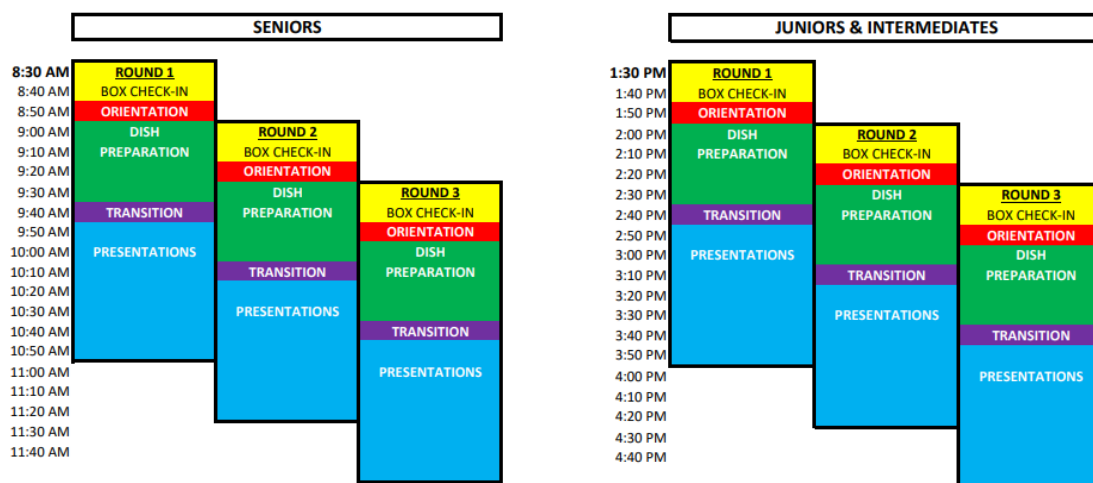 SENIORS
JUNIORS & INTERMEDIATES
8:30 AM ROUND 1
8:40 AM BOX CHECK-IN
8:50 AM ORIENTATION
9:00 AM DISH ROUND 2
9:10 AM PREPARATION BOX CHECK-IN
9:20 AM ORIENTATION
9:30 AM DISH ROUND 3
9:40 AM TRANSITION PREPARATION BOX CHECK-IN
9:50 AM ORIENTATION
10:00 AM PRESENTATIONS DISH
10:10 AM TRANSITION PREPARATION
10:20 AM
10:30 AM PRESENTATIONS
10:40 AM TRANSITION
10:50 AM
11:00 AM PRESENTATIONS
11:10 AM
11:20 AM
11:30 AM
11:40 AM
1:30 PM ROUND 1
1:40 PM BOX CHECK-IN
1:50 PM ORIENTATION
2:00 PM DISH ROUND 2
2:10 PM PREPARATION BOX CHECK-IN
2:20 PM ORIENTATION
2:30 PM DISH ROUND 3
2:40 PM TRANSITION PREPARATION BOX CHECK-IN
2:50 PM ORIENTATION
3:00 PM PRESENTATIONS DISH
3:10 PM TRANSITION PREPARATION
3:20 PM
3:30 PM PRESENTATIONS
3:40 PM TRANSITION
3:50 PM
4:00 PM PRESENTATIONS
4:10 PM
4:20 PM
4:30 PM
4:40 PM